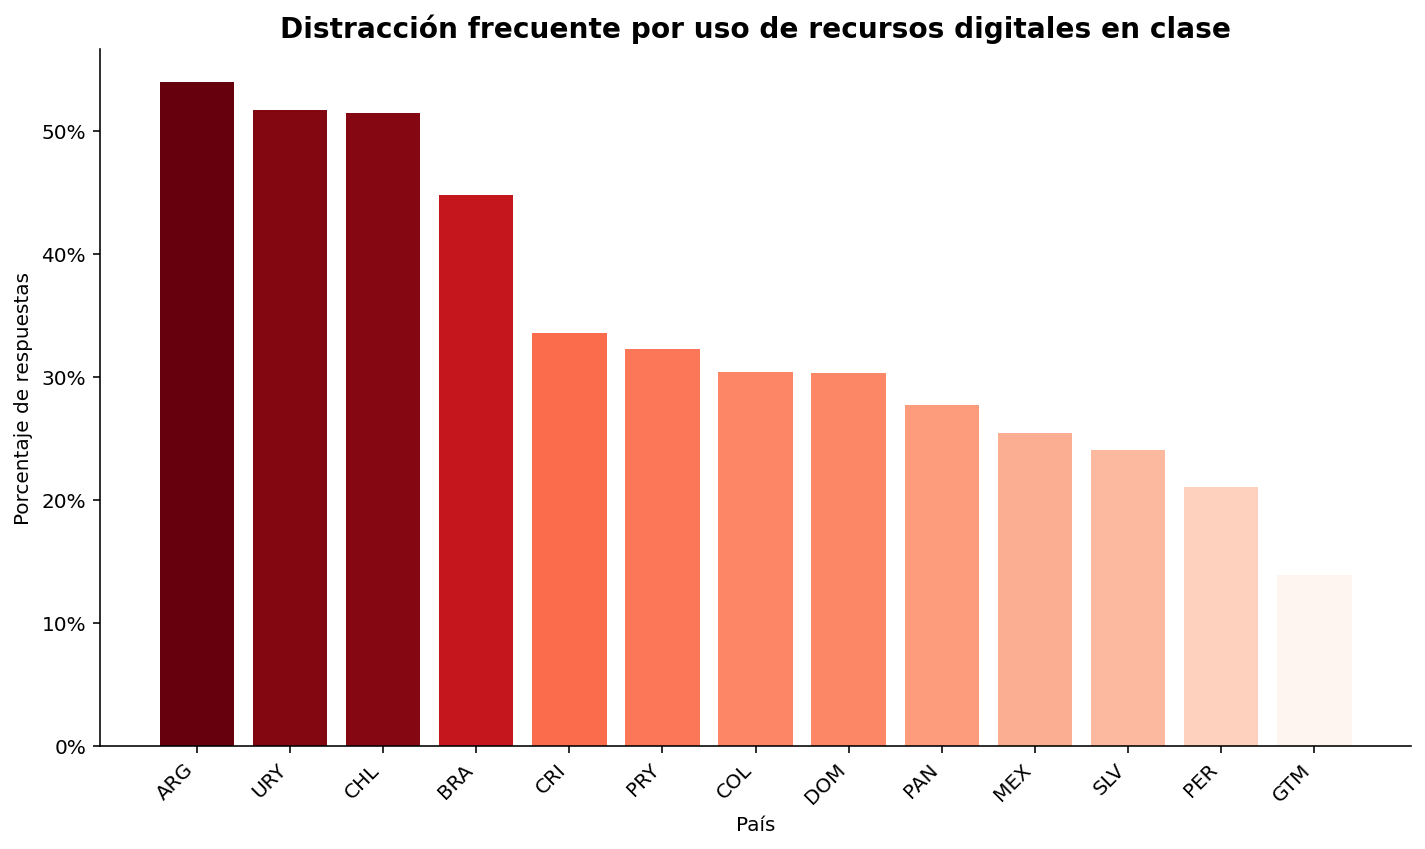 Distracción frecuente por uso de recursos digitales en clase
Porcentaje de respuestas
50%
40%
30%
20%
10%
0%
ARG
URY
CHL
BRA
CRI
PRY
COL
DOM
PAN
MEX
SLV
PER
GTM
País